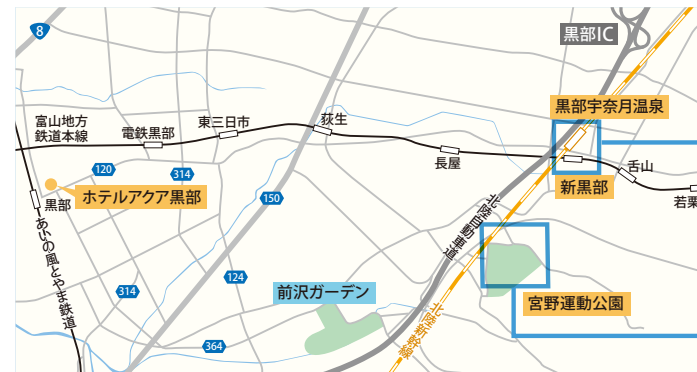 8
黒部IC
黒部宇奈月温泉
富山地方
鉄道本線
電鉄黒部
東三日市
荻生
長屋
新黒部
舌山
若栗
120
314
150
黒部
ホテルアクア黒部
北陸自動車道
あいの風とやま鉄道
314
124
前沢ガーデン
宮野運動公園
北陸新幹線
364